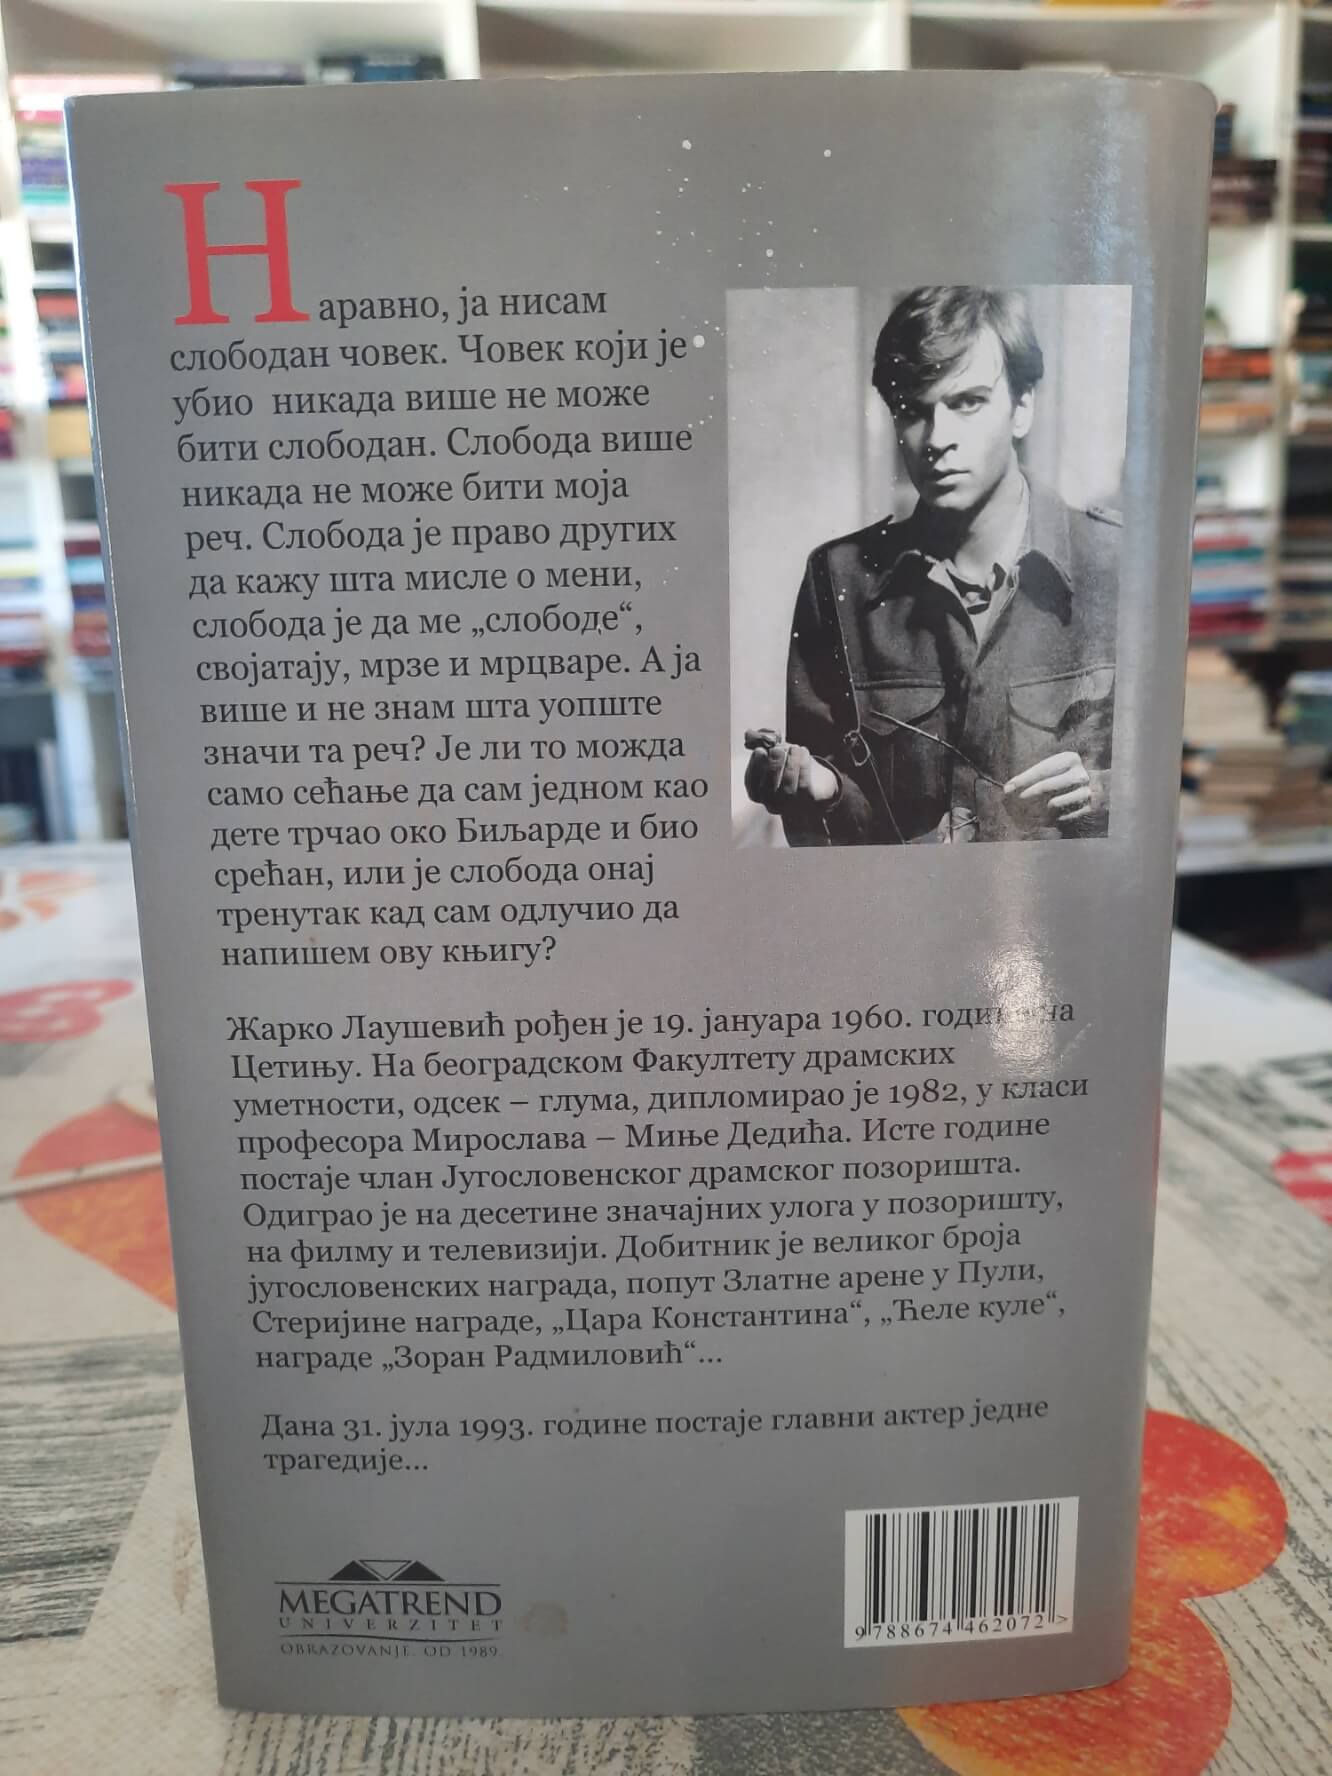 Наравно, ја нисам
слободан човек. Човек који је
убио никада више не може
бити слободан. Слобода више
никада не може бити моја
реч. Слобода је право других
да кажу шта мисле о мени,
слобода је да ме „слободе“,
својатају, мрзе и мрцваре. А ја
више и не знам шта уопште
значи та реч? Је ли то можда
само сећање да сам једном као
дете трчао око Биљарде и био
срећан, или је слобода онај
тренутак кад сам одлучио да
напишем ову књигу?
Жарко Лаушевић рођен је 19. јануара 1960. године на
Цетињу. На београдском Факултету драмских
уметности, одсек – глума, дипломирао је 1982, у класи
професора Мирослава – Миње Дедића. Исте године
постаје члан Југословенског драмског позоришта.
Одиграо је на десетине значајних улога у позоришту,
на филму и телевизији. Добитник је великог броја
југословенских награда, попут Златне арене у Пули,
Стеријине награде, „Цара Константина“, „Ћеле куле“,
награде „Зоран Радмиловић“...
Дана 31. јула 1993. године постаје главни актер једне
трагедије...
MEGATREND
UNIVERZITET
OBRAZOVANJE. OD 1989.
9 788674 462072 >